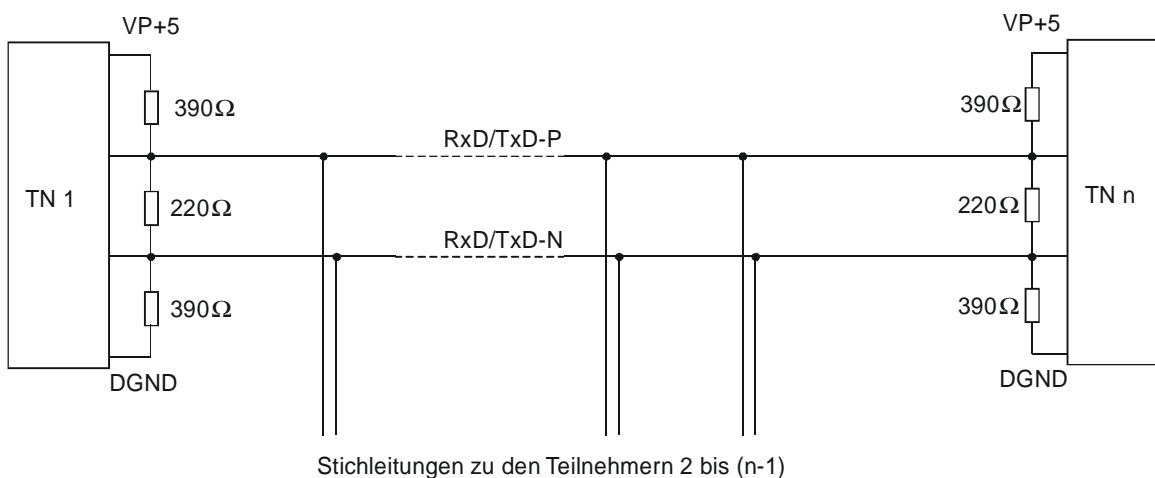 VP+5
VP+5
390Ω
390Ω
RxD/TxD-P
TN 1
220Ω
220Ω
TN n
RxD/TxD-N
390Ω
390Ω
DGND
DGND
Stichleitungen zu den Teilnehmern 2 bis (n-1)